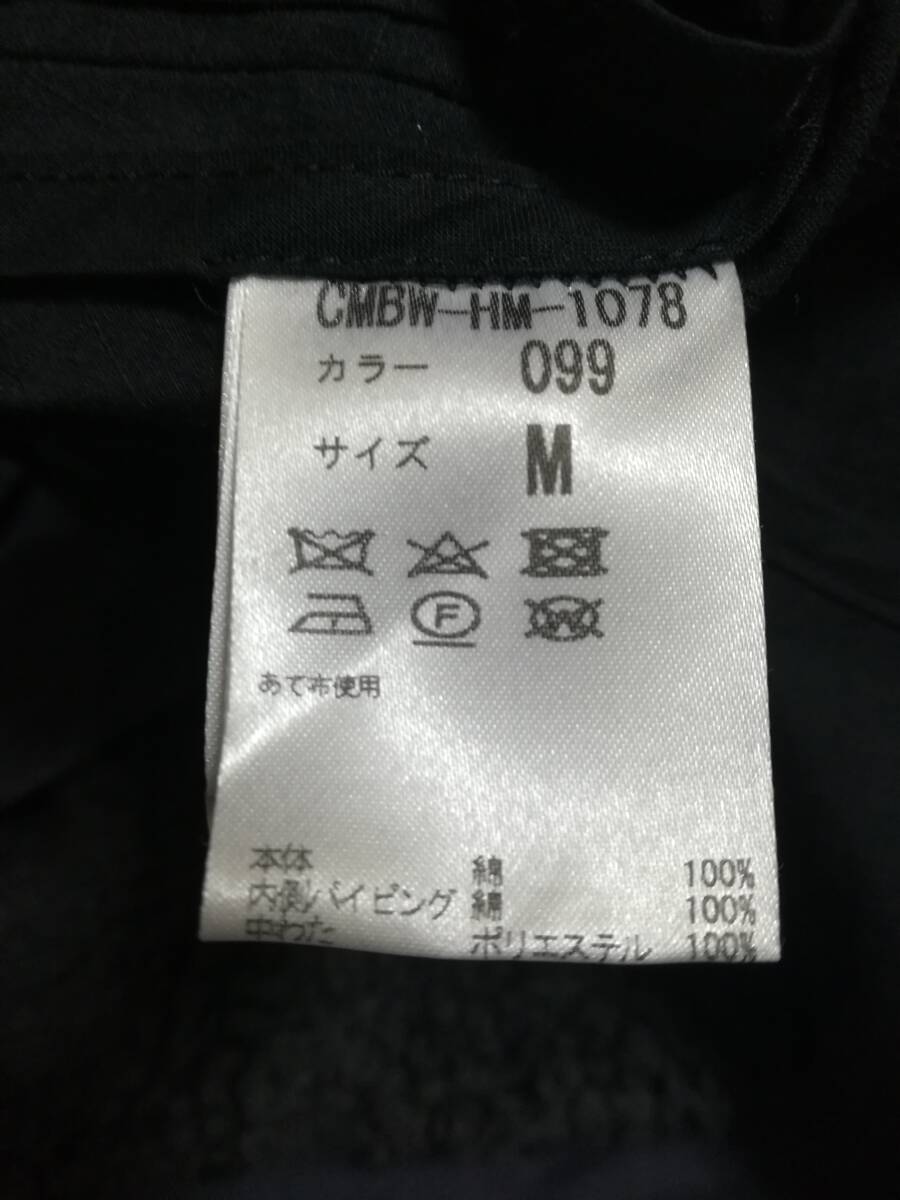 CMBW-HM-1078
カラー 099
サイズ M
F W
あて布使用
本体 綿 100%
内側パイピング 綿 100%
中わた ポリエステル 100%